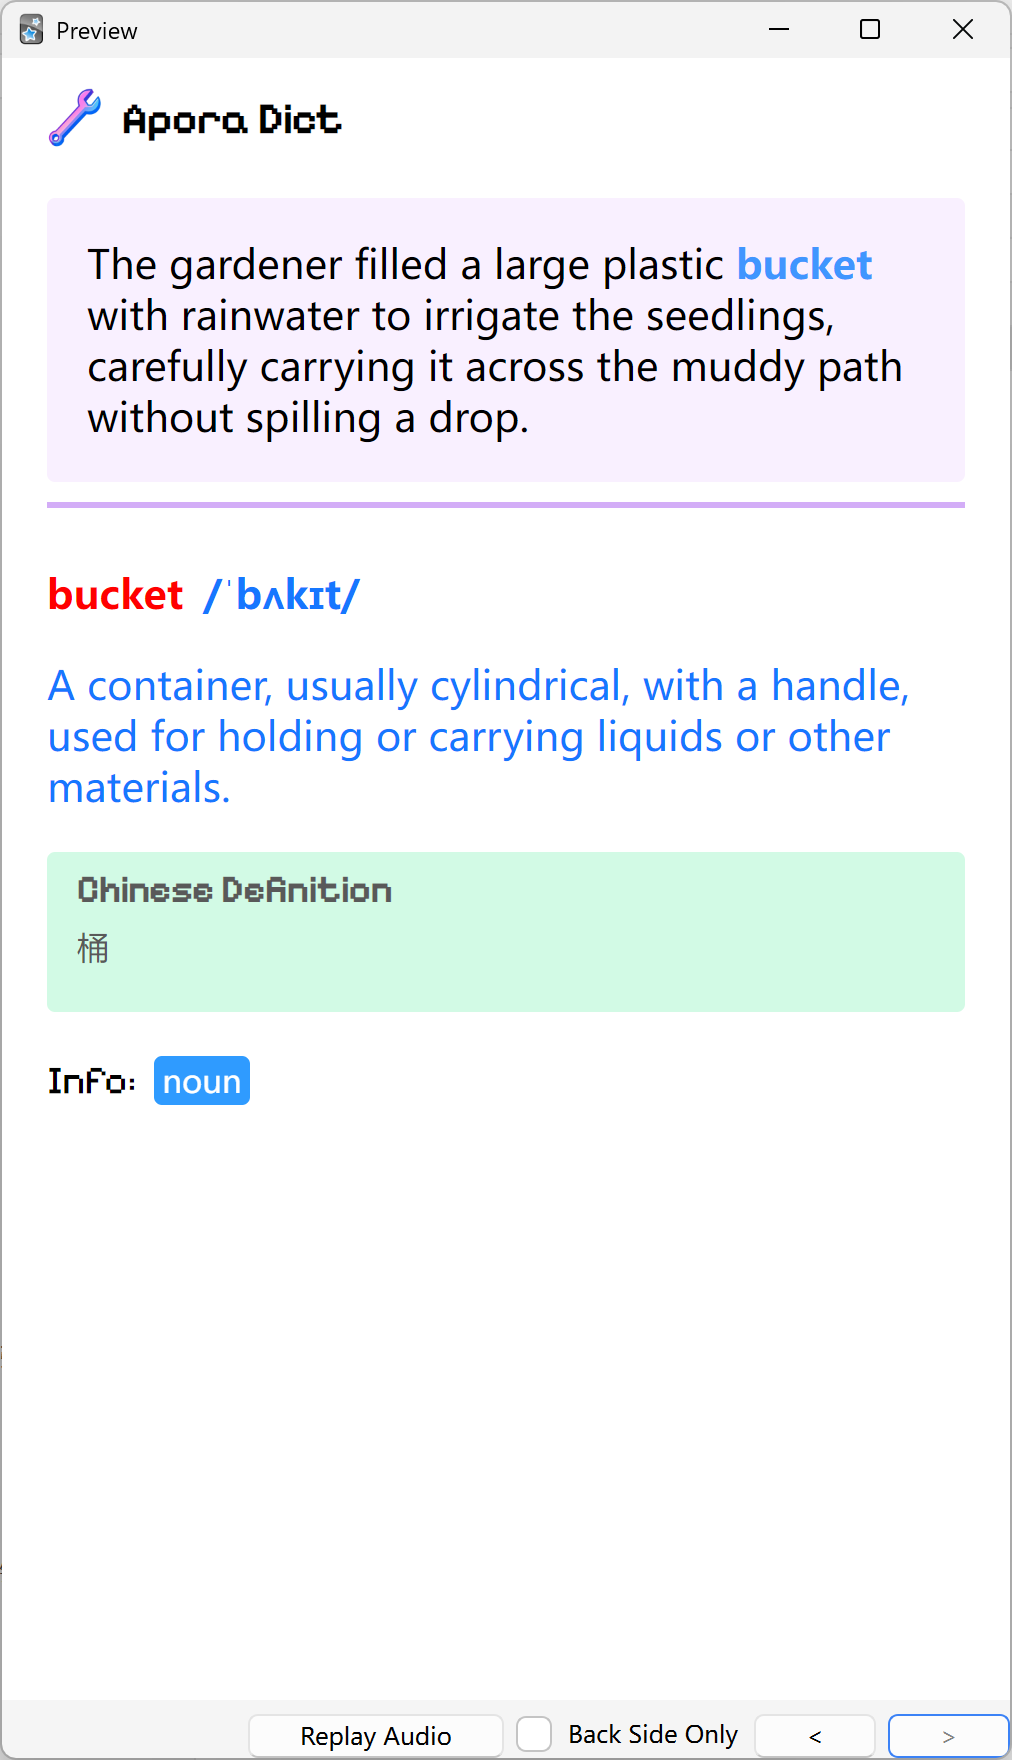 Preview
Apora Dict
The gardener filled a large plastic bucket
with rainwater to irrigate the seedlings,
carefully carrying it across the muddy path
without spilling a drop.
bucket /ˈbʌkɪt/
A container, usually cylindrical, with a handle,
used for holding or carrying liquids or other
materials.
Chinese Definition
桶
Info: noun
Replay Audio Back Side Only < >